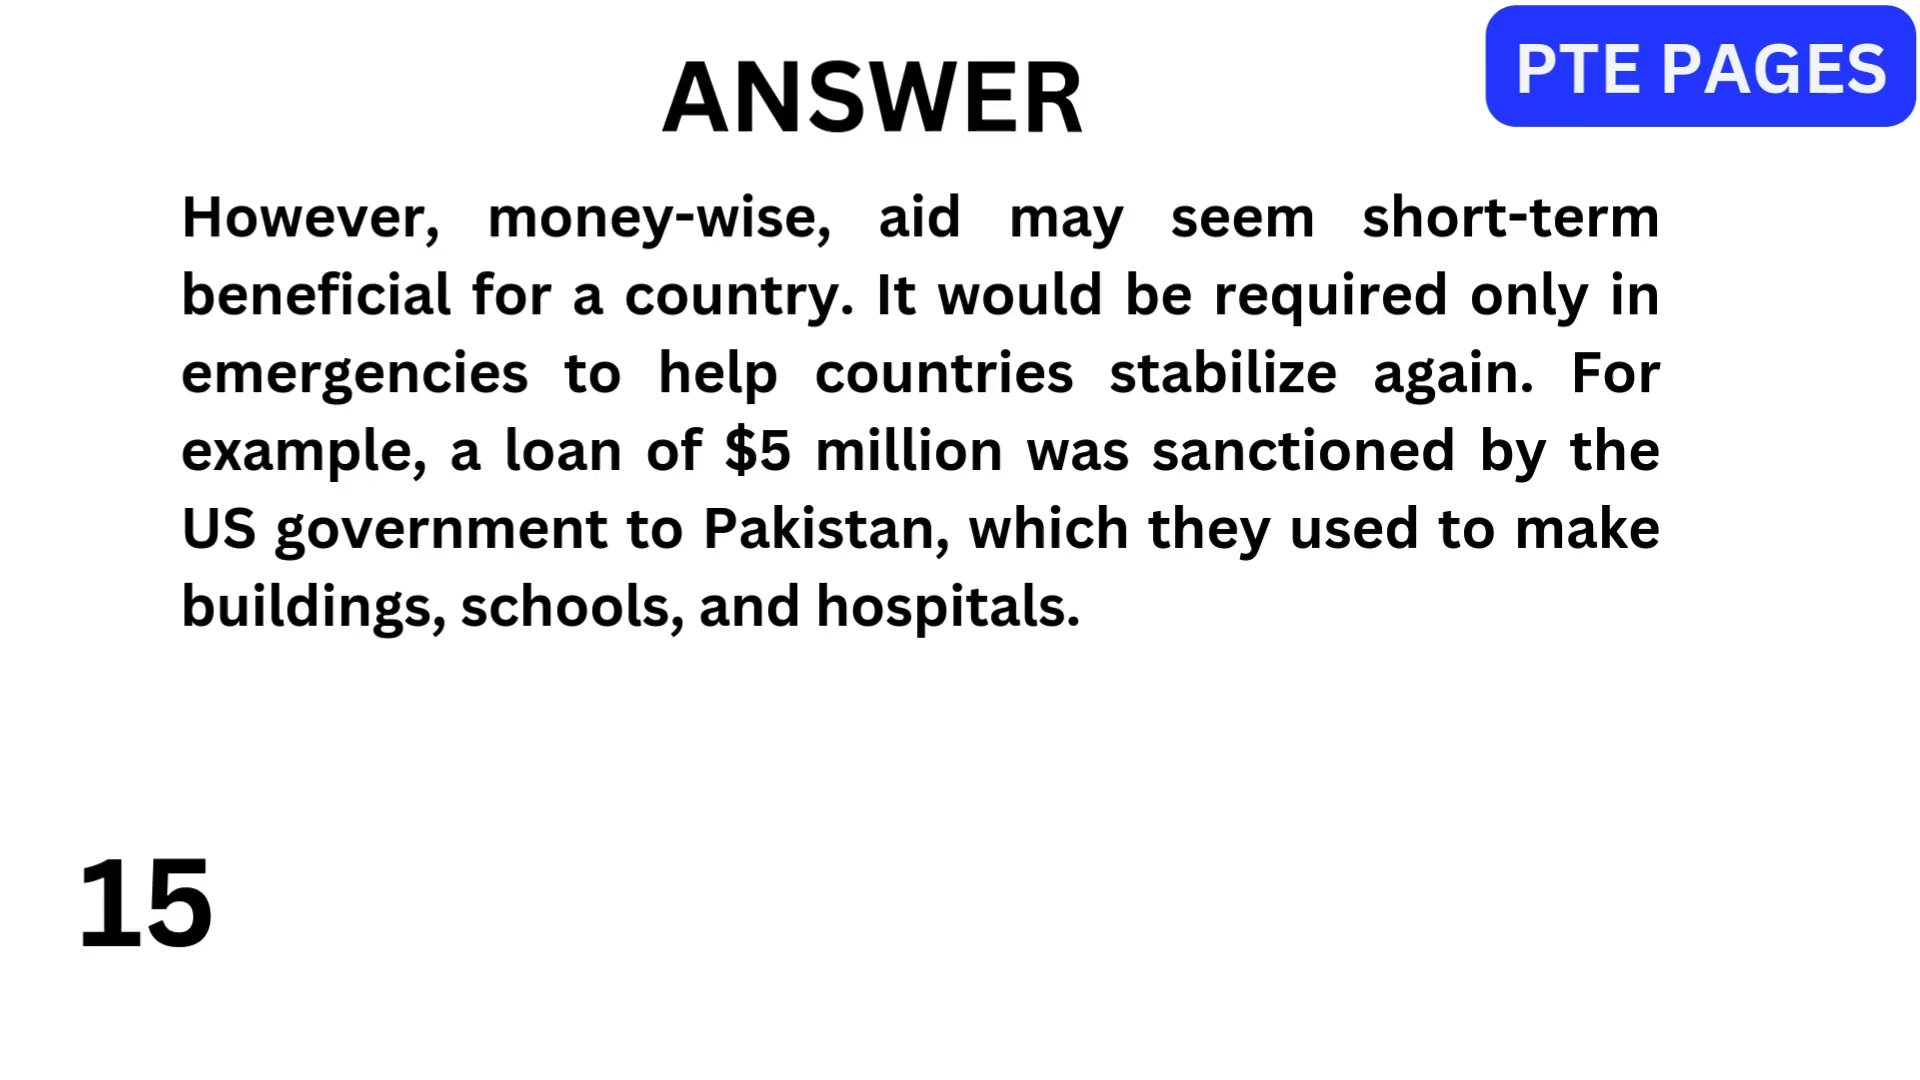 PTE PAGES
ANSWER
However, money-wise, aid may seem short-term
beneficial for a country. It would be required only in
emergencies to help countries stabilize again. For
example, a loan of $5 million was sanctioned by the
US government to Pakistan, which they used to make
buildings, schools, and hospitals.
15